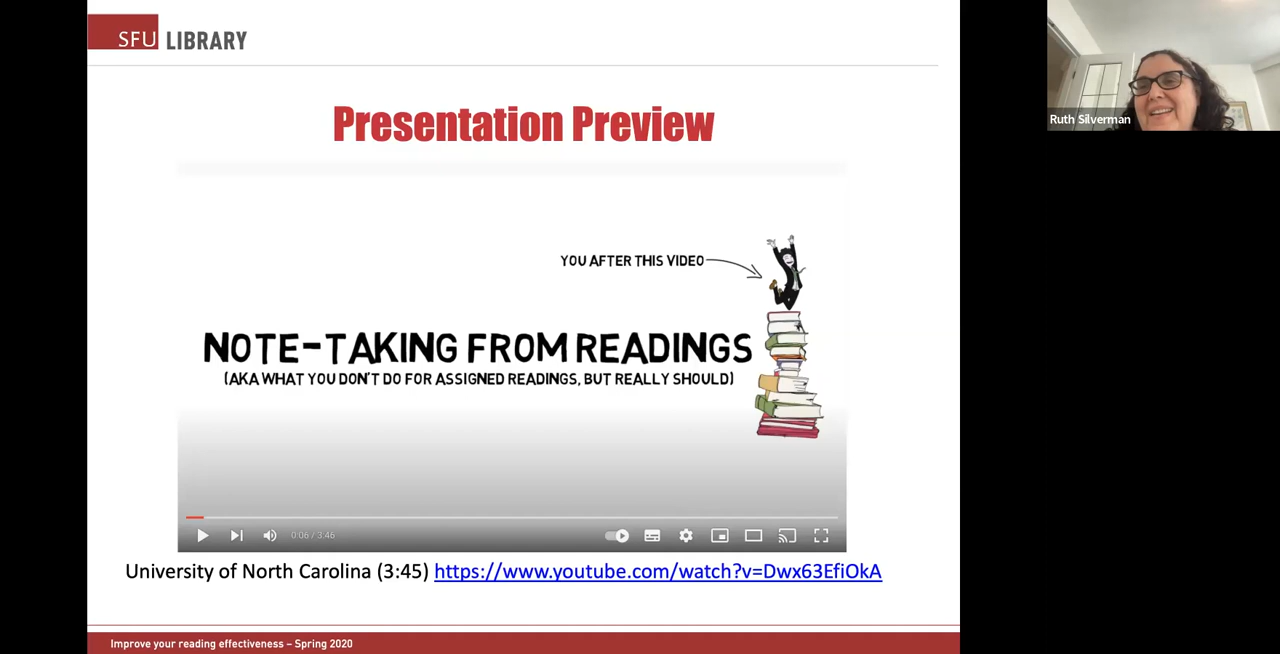 SFU LIBRARY
Ruth Silverman
Presentation Preview
YOU AFTER THIS VIDEO
NOTE-TAKING FROM READINGS
(AKA WHAT YOU DON'T DO FOR ASSIGNED READINGS, BUT REALLY SHOULD)
0:06 / 3:46
University of North Carolina (3:45) https://www.youtube.com/watch?v=Dwx63EfiOkA
Improve your reading effectiveness – Spring 2020